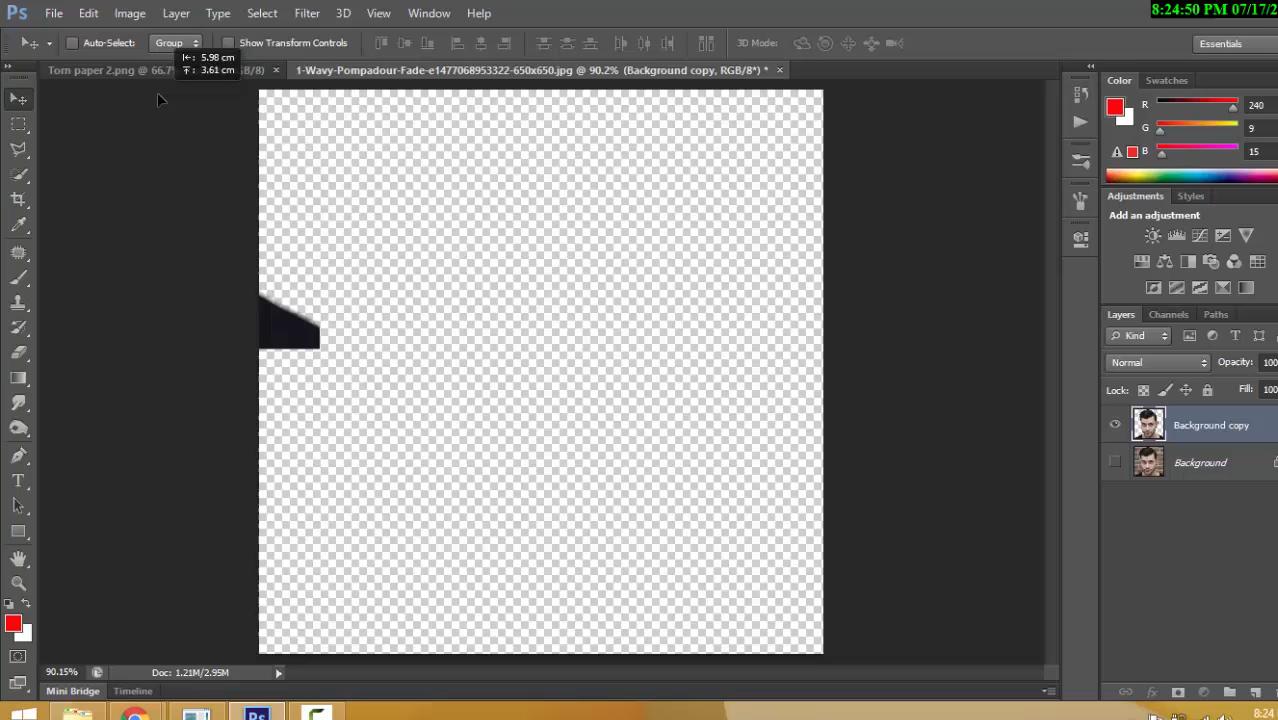 8:24:50 PM 07/17/2
Ps File Edit Image Layer Type Select Filter 3D View Window Help
Auto-Select: Group Show Transform Controls 3D Mode: Essentials
5.98 cm
3.61 cm
Torn paper 2.png @ 66.7 B/8) × 1-Wavy-Pompadour-Fade-e1477068953322-650x650.jpg @ 90.2% (Background copy, RGB/8*) * ×
Color Swatches
R 240
G 9
B 15
Adjustments Styles
Add an adjustment
Layers Channels Paths
Kind
Normal Opacity: 100
Lock: Fill: 100
Background copy
Background
90.15% Doc: 1.21M/2.95M
Mini Bridge Timeline
Ps
8:24